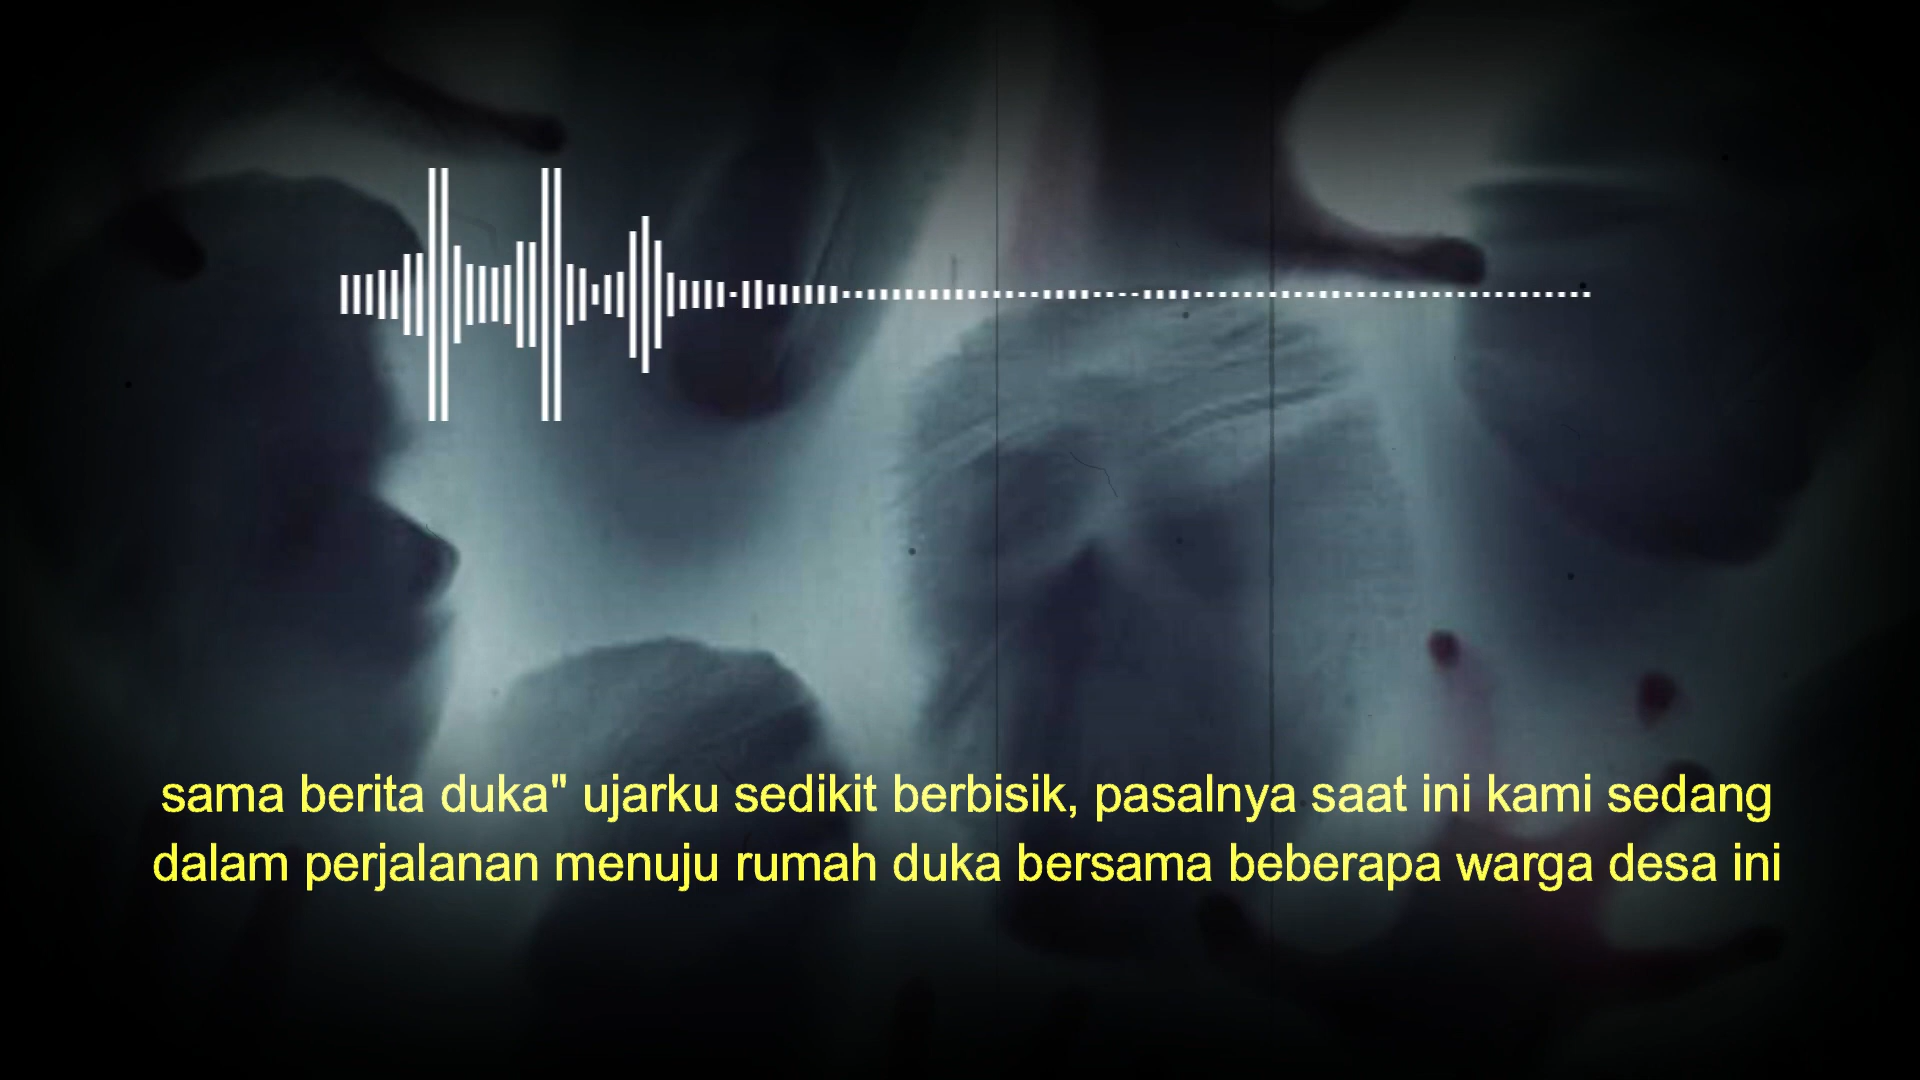 sama berita duka" ujarku sedikit berbisik, pasalnya saat ini kami sedang
dalam perjalanan menuju rumah duka bersama beberapa warga desa ini